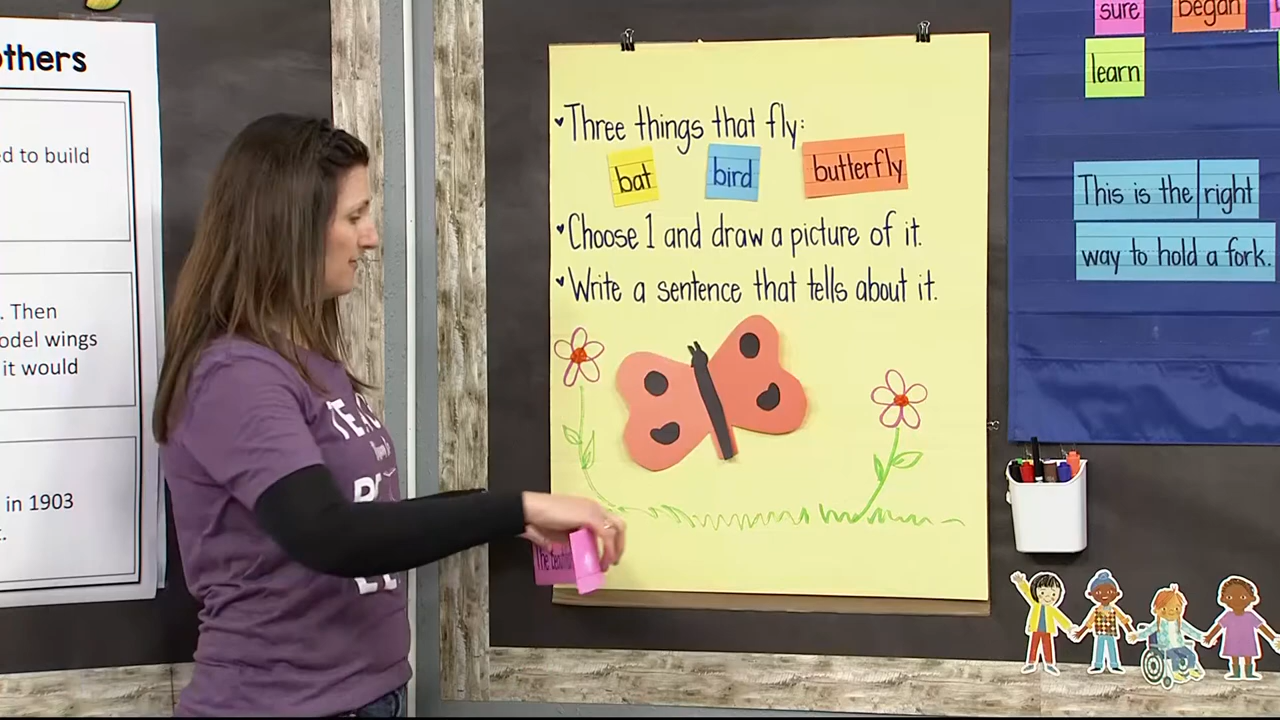 ed to build
. Then
odel wings
it would
in 1903
Three things that fly:
bat bird butterfly
Choose 1 and draw a picture of it.
Write a sentence that tells about it.
The
sure began
learn
This is the right
way to hold a fork.